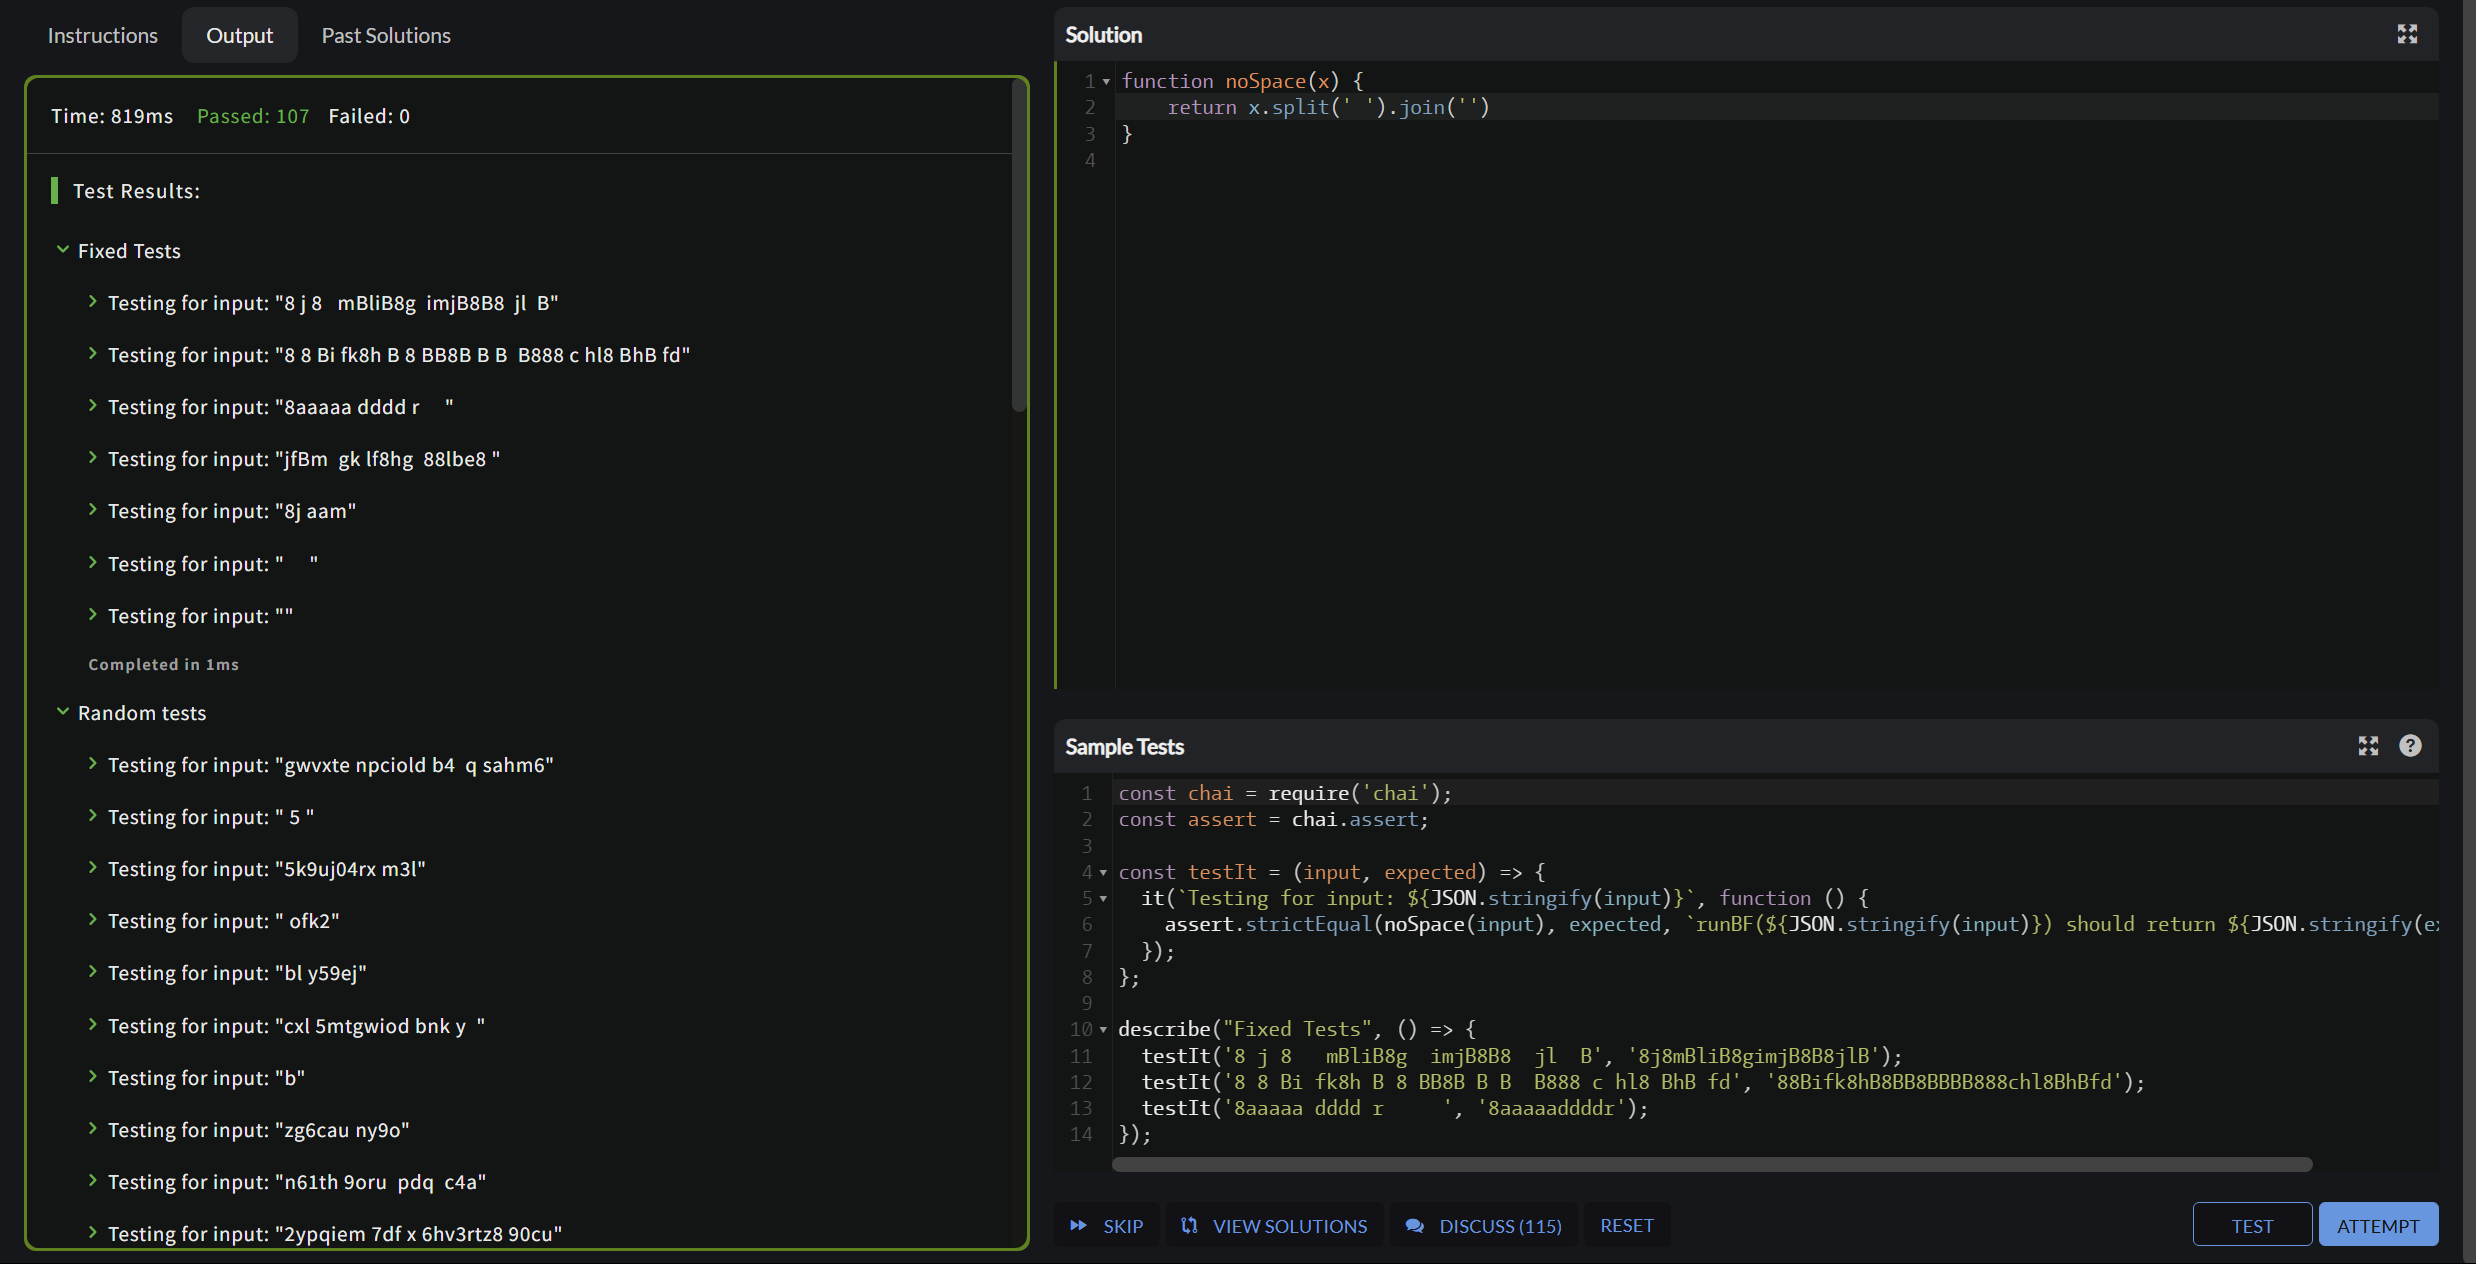 Instructions
Output
Past Solutions
Time: 819ms Passed: 107 Failed: 0
Test Results:
Fixed Tests
Testing for input: "8 j 8   mBliB8g  imjB8B8  jl  B"
Testing for input: "8 8 Bi fk8h B 8 BB8B B B  B888 c hl8 BhB fd"
Testing for input: "8aaaaa dddd r     "
Testing for input: "jfBm  gk lf8hg  88lbe8 "
Testing for input: "8j aam"
Testing for input: "     "
Testing for input: ""
Completed in 1ms
Random tests
Testing for input: "gwvxte npciold b4  q sahm6"
Testing for input: " 5 "
Testing for input: "5k9uj04rx m3l"
Testing for input: " ofk2"
Testing for input: "bl y59ej"
Testing for input: "cxl 5mtgwiod bnk y  "
Testing for input: "b"
Testing for input: "zg6cau ny9o"
Testing for input: "n61th 9oru  pdq  c4a"
Testing for input: "2ypqiem 7df x 6hv3rtz8 90cu"
Solution
1 function noSpace(x) {
2     return x.split(' ').join('')
3 }
4
Sample Tests
?
1 const chai = require('chai');
2 const assert = chai.assert;
3
4 const testIt = (input, expected) => {
5   it(`Testing for input: ${JSON.stringify(input)}`, function () {
6     assert.strictEqual(noSpace(input), expected, `runBF(${JSON.stringify(input)}) should return ${JSON.stringify(ex
7   });
8 };
9
10 describe("Fixed Tests", () => {
11   testIt('8 j 8   mBliB8g  imjB8B8  jl  B', '8j8mBliB8gimjB8B8jlB');
12   testIt('8 8 Bi fk8h B 8 BB8B B B  B888 c hl8 BhB fd', '88Bifk8hB8BB8BBBB888chl8BhBfd');
13   testIt('8aaaaa dddd r     ', '8aaaaaddddr');
14 });
SKIP
VIEW SOLUTIONS
DISCUSS (115)
RESET
TEST
ATTEMPT